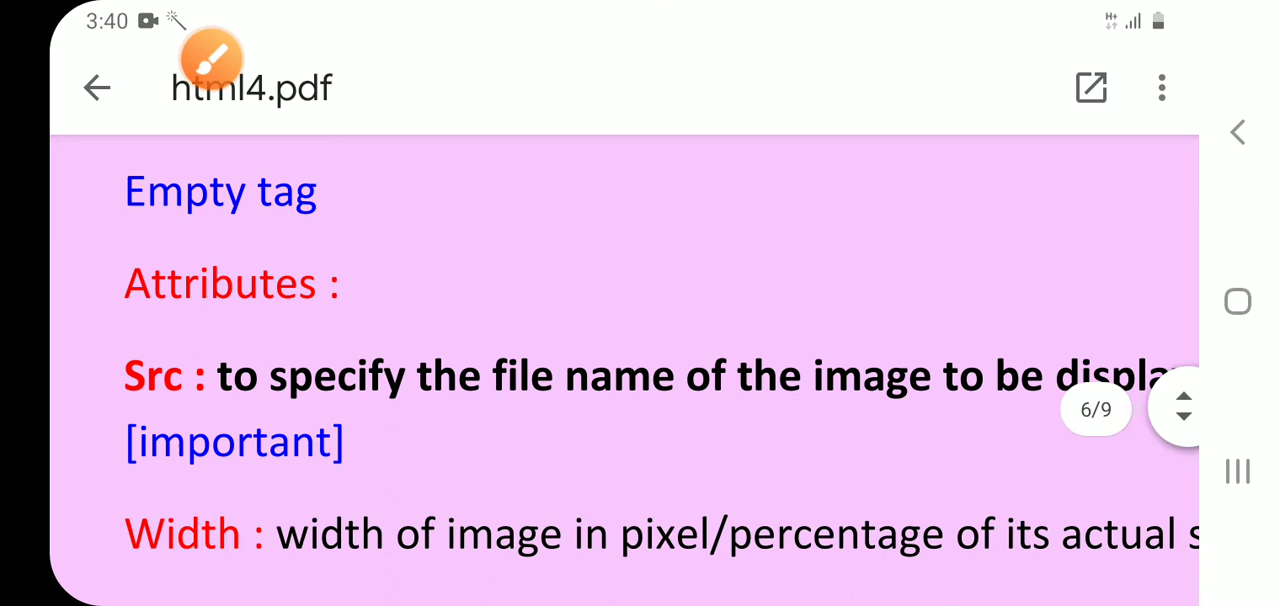 3:40
H+
html4.pdf
Empty tag
Attributes :
Src : to specify the file name of the image to be
6/9
[important]
Width : width of image in pixel/percentage of its actual